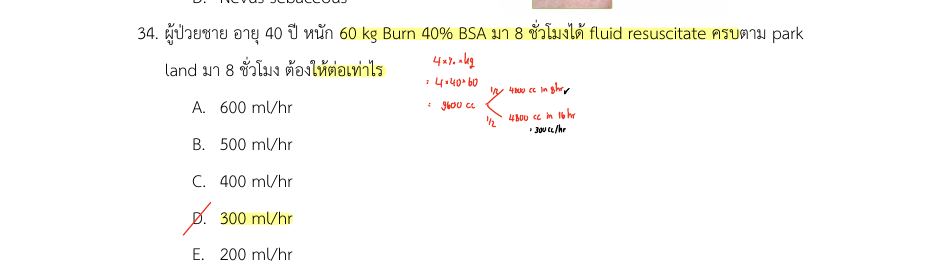 D. Nevus sebaceous
34. ผู้ป่วยชาย อายุ 40 ปี หนัก 60 kg Burn 40% BSA มา 8 ชั่วโมงได้ fluid resuscitate ครบตาม park
land มา 8 ชั่วโมง ต้องให้ต่อเท่าไร
4 × % × kg
= 4×40×60
= 9600 cc
1/2 4800 cc in 8hr ✓
1/2 4800 cc in 16 hr
= 300 cc/hr
A. 600 ml/hr
B. 500 ml/hr
C. 400 ml/hr
D. 300 ml/hr
E. 200 ml/hr